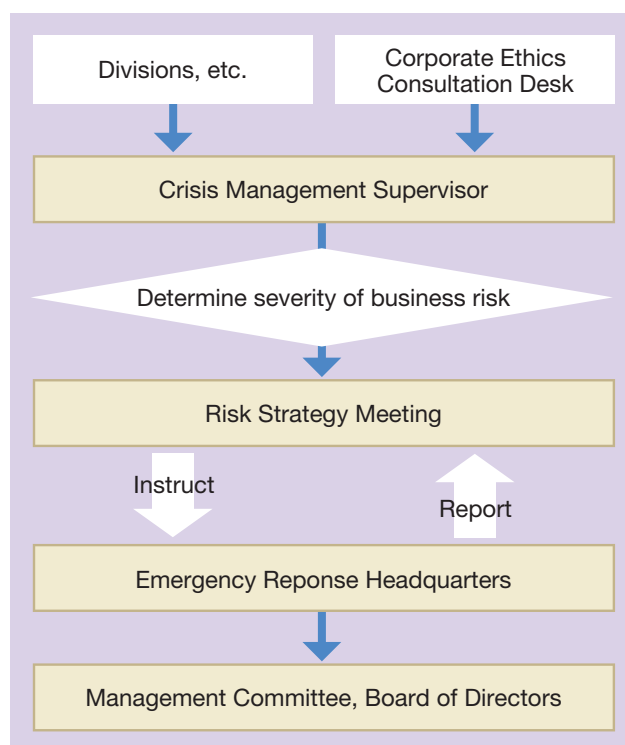 Divisions, etc.
Corporate Ethics
Consultation Desk
Crisis Management Supervisor
Determine severity of business risk
Risk Strategy Meeting
Instruct
Report
Emergency Reponse Headquarters
Management Committee, Board of Directors